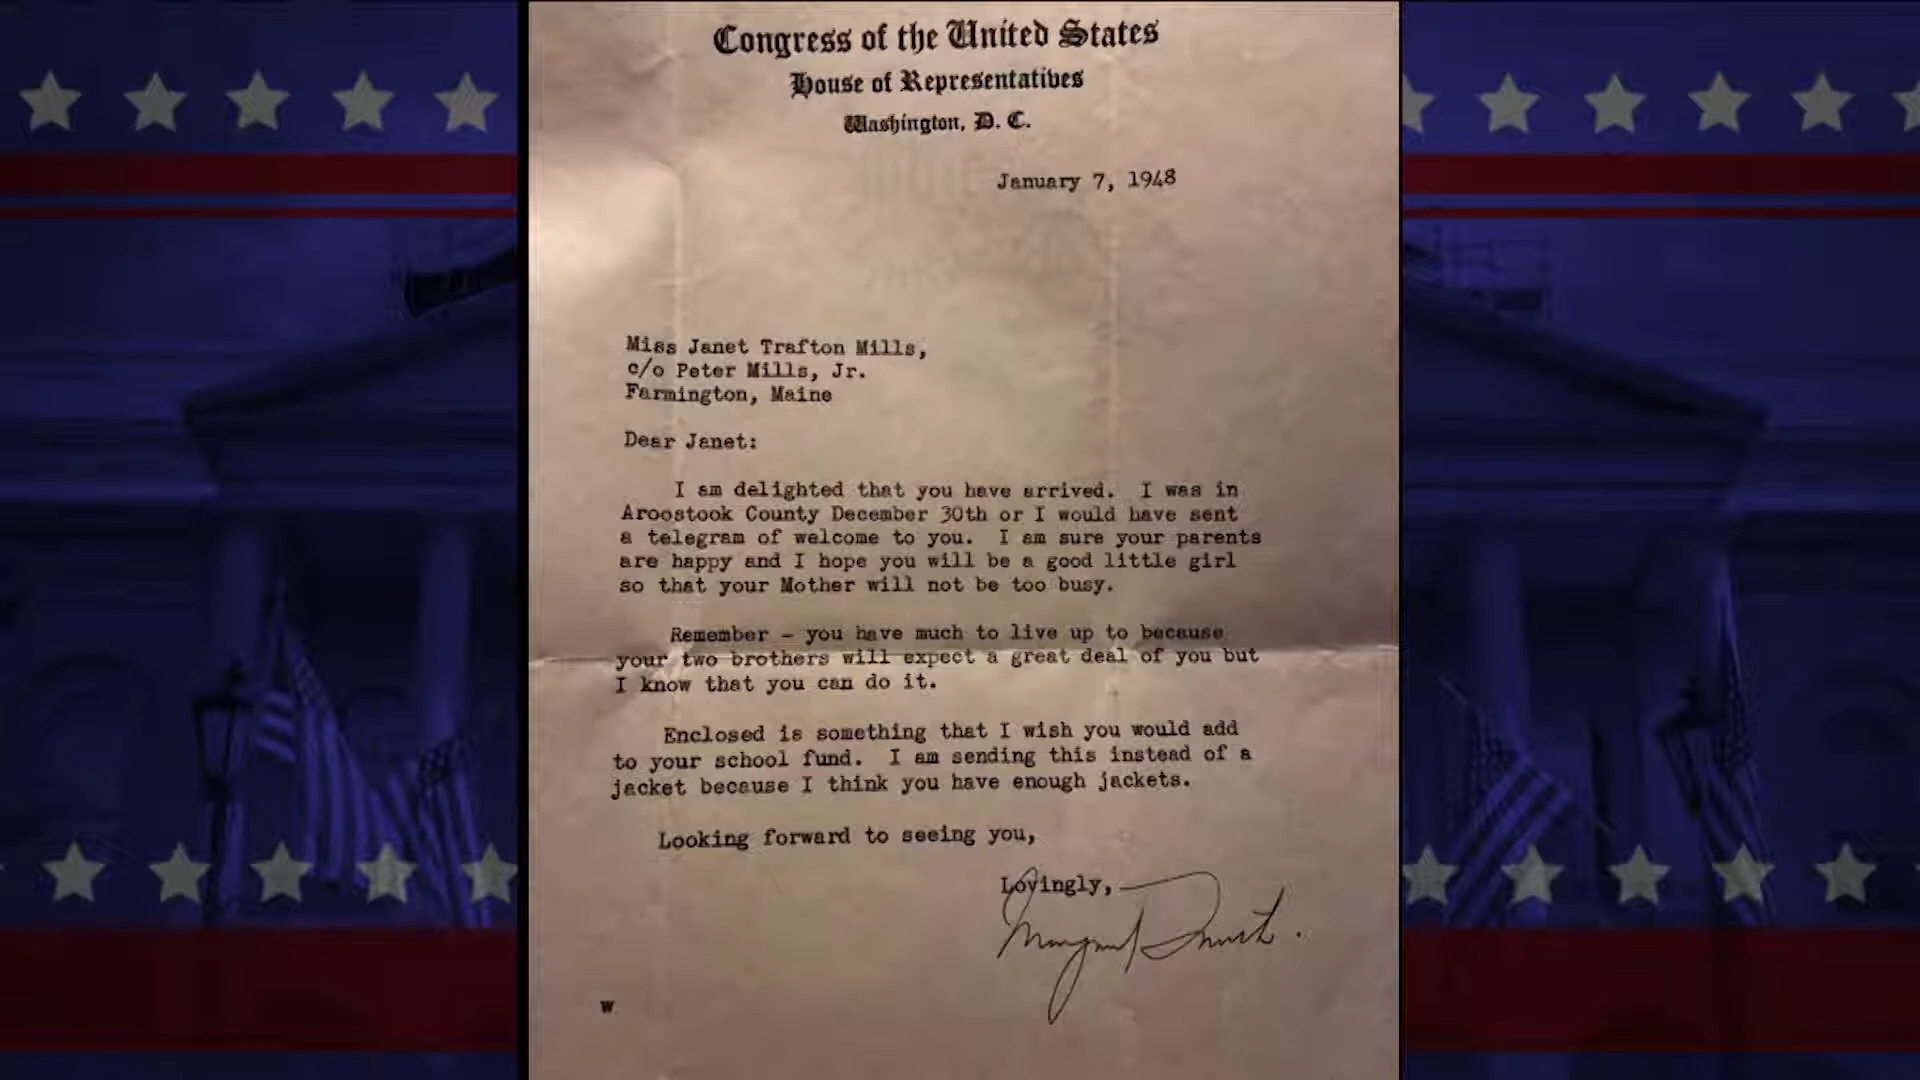 Congress of the United States
House of Representatives
Washington, D. C.
January 7, 1948
Miss Janet Trafton Mills,
c/o Peter Mills, Jr.
Farmington, Maine
Dear Janet:
I am delighted that you have arrived. I was in
Aroostook County December 30th or I would have sent
a telegram of welcome to you. I am sure your parents
are happy and I hope you will be a good little girl
so that your Mother will not be too busy.
Remember - you have much to live up to because
your two brothers will expect a great deal of you but
I know that you can do it.
Enclosed is something that I wish you would add
to your school fund. I am sending this instead of a
jacket because I think you have enough jackets.
Looking forward to seeing you,
Lovingly,
Margaret Smith.
w